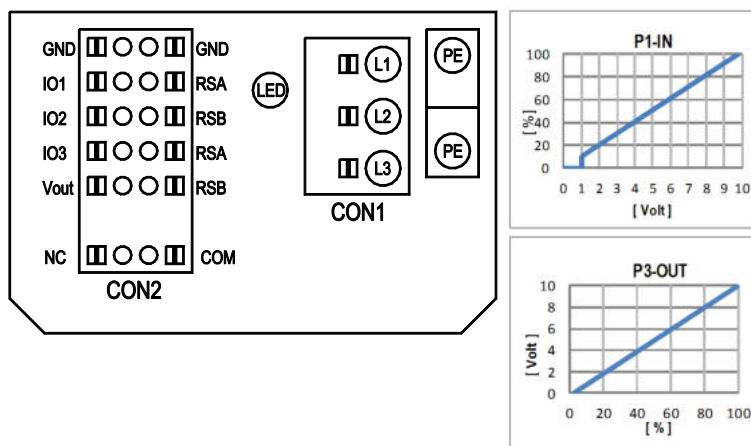 GND GND
IO1 RSA
IO2 RSB
IO3 RSA
Vout RSB
NC COM
CON2
LED
L1
L2
L3
CON1
PE
PE
P1-IN
100
80
60
40
20
0
[%]
0 1 2 3 4 5 6 7 8 9 10
[Volt]
P3-OUT
10
8
6
4
2
0
[Volt]
0 20 40 60 80 100
[%]